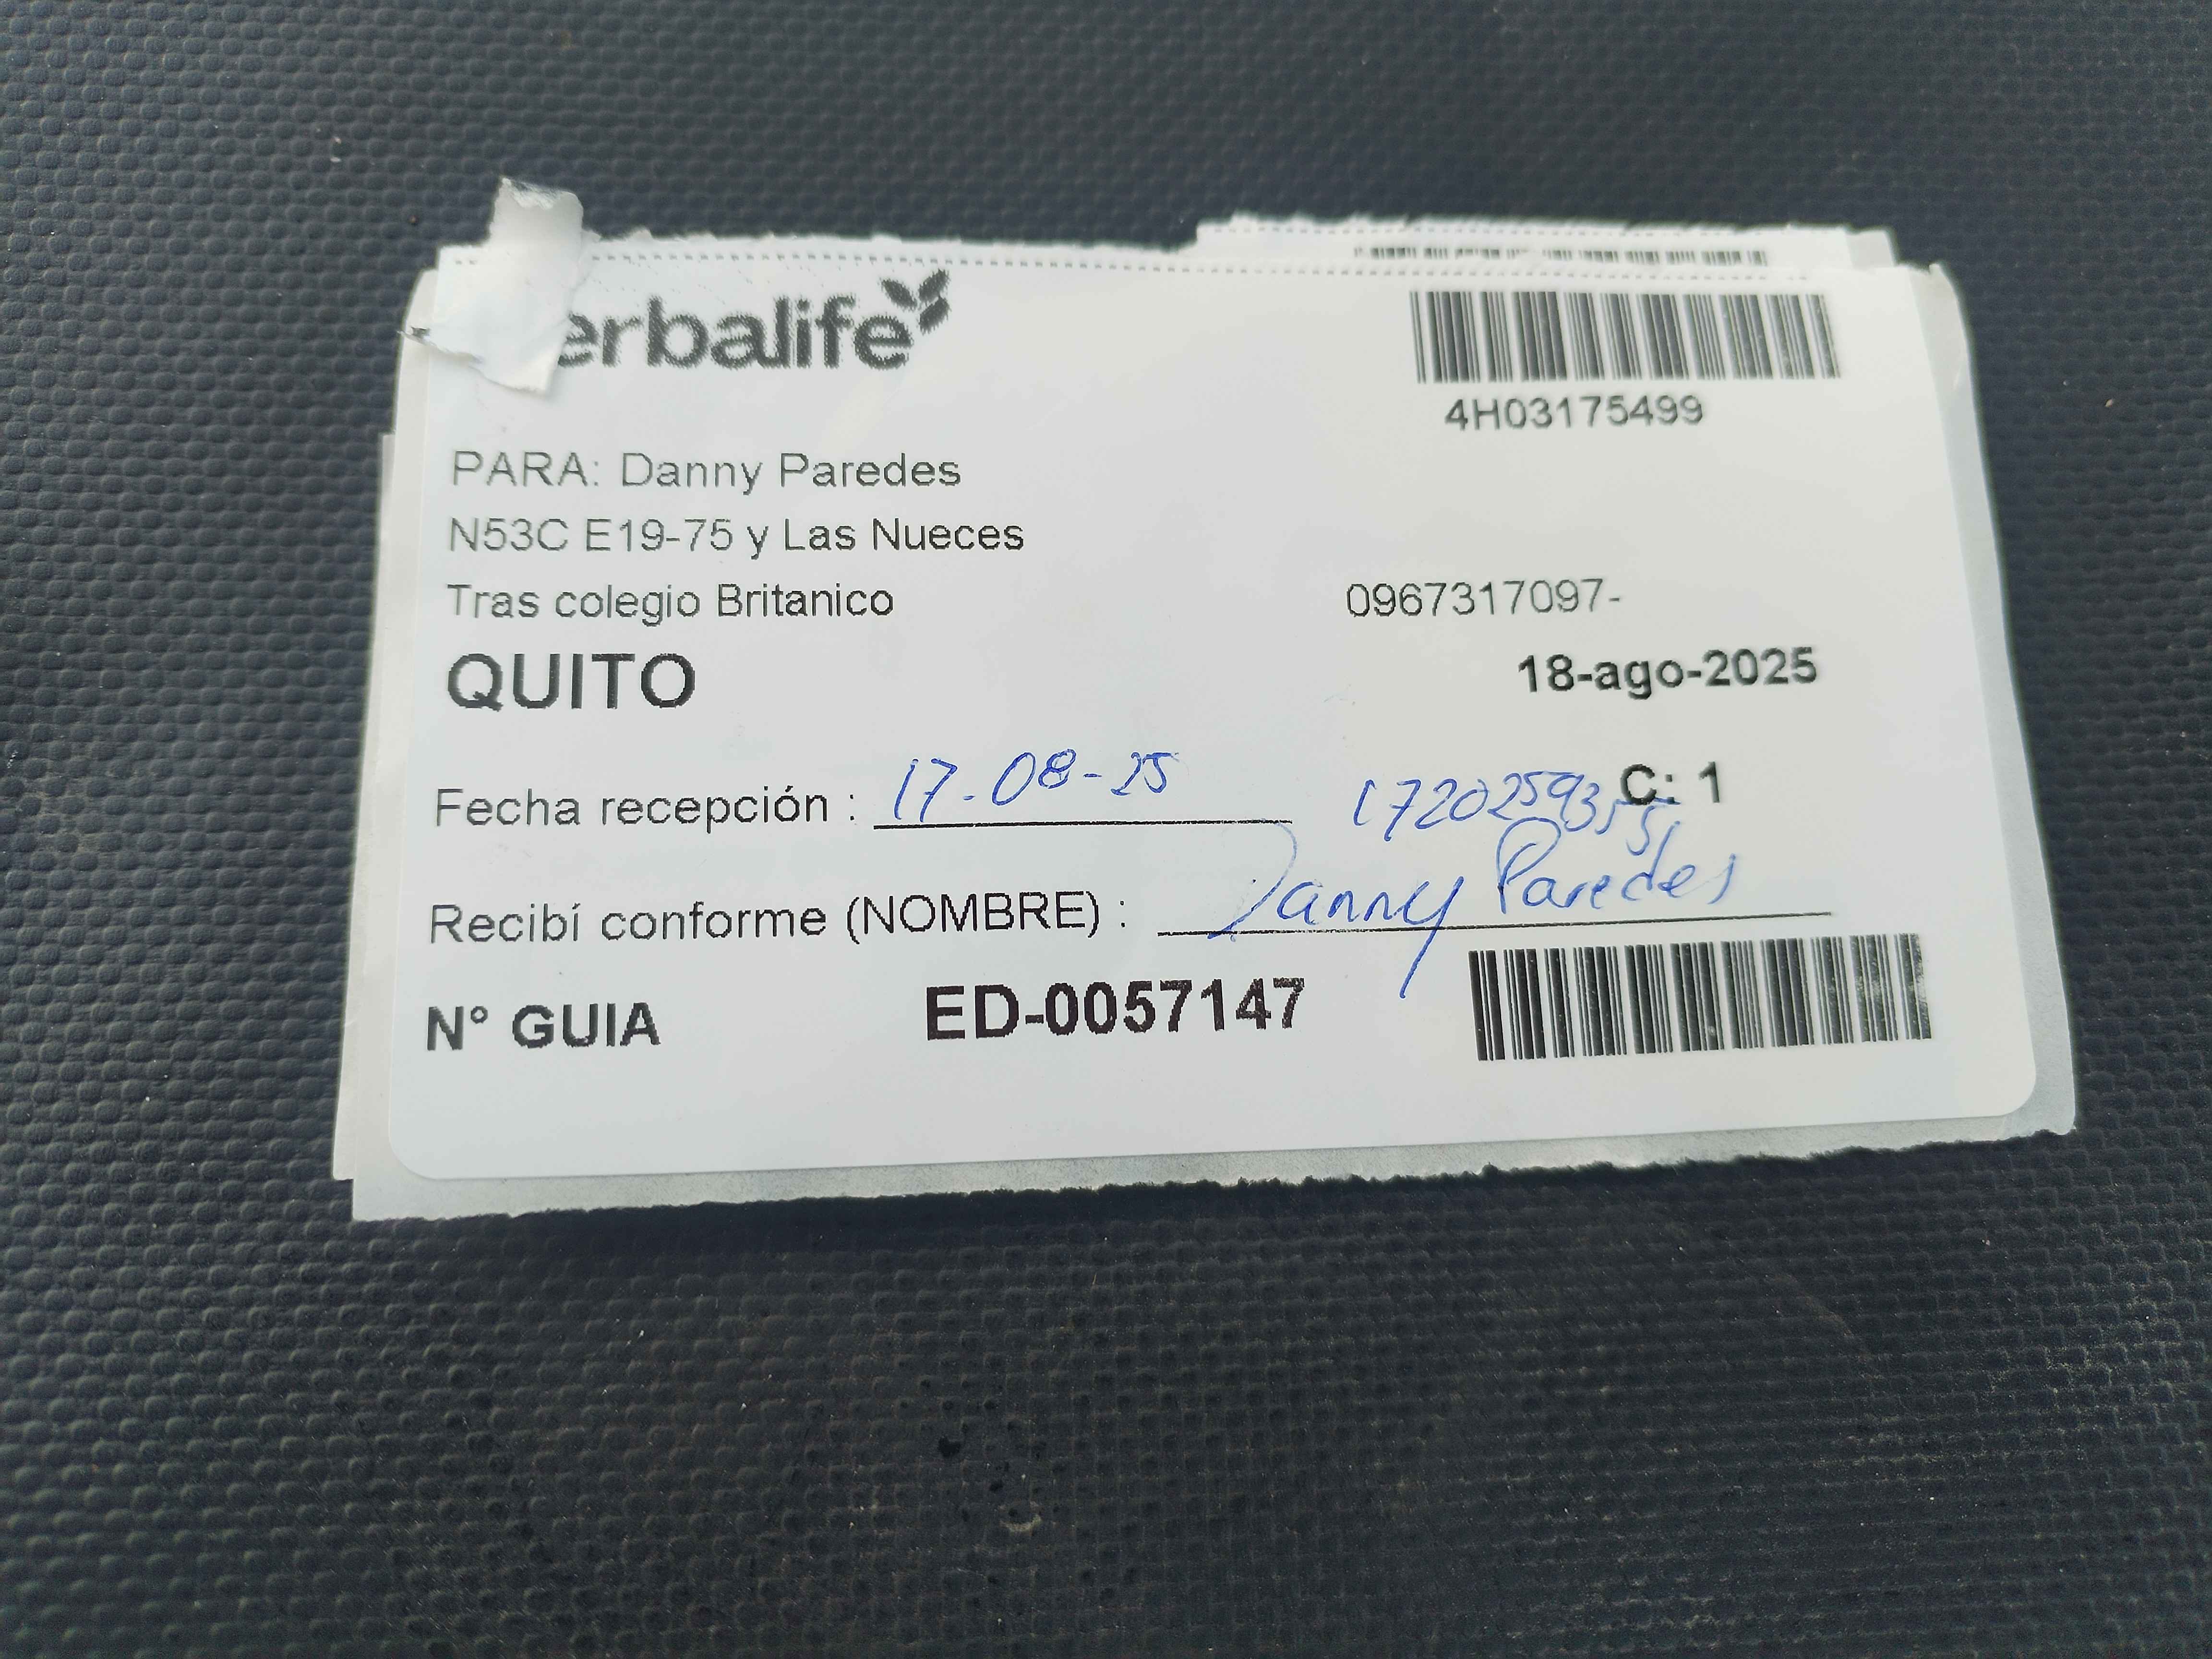 erbalife
4H03175499
PARA: Danny Paredes
N53C E19-75 y Las Nueces
Tras colegio Britanico
0967317097-
QUITO
18-ago-2025
Fecha recepción : 17-08-25
C: 1
Recibí conforme (NOMBRE) : Danny Paredes
N° GUIA ED-0057147